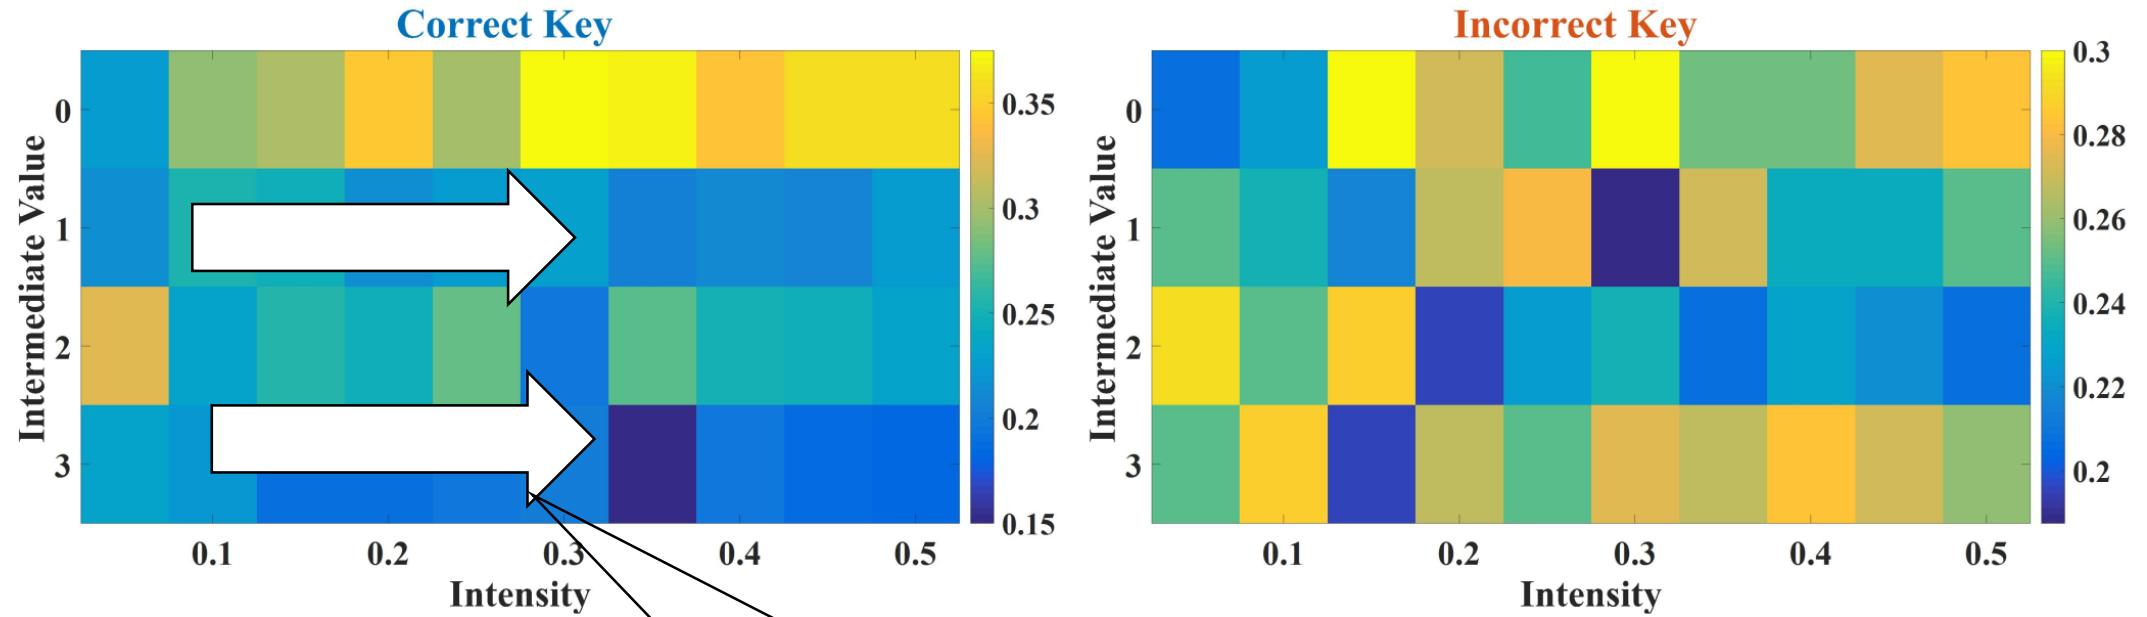 Correct Key
Intermediate Value
0
1
2
3
0.1 0.2 0.3 0.4 0.5
Intensity
0.35
0.3
0.25
0.2
0.15
Incorrect Key
Intermediate Value
0
1
2
3
0.1 0.2 0.3 0.4 0.5
Intensity
0.3
0.28
0.26
0.24
0.22
0.2